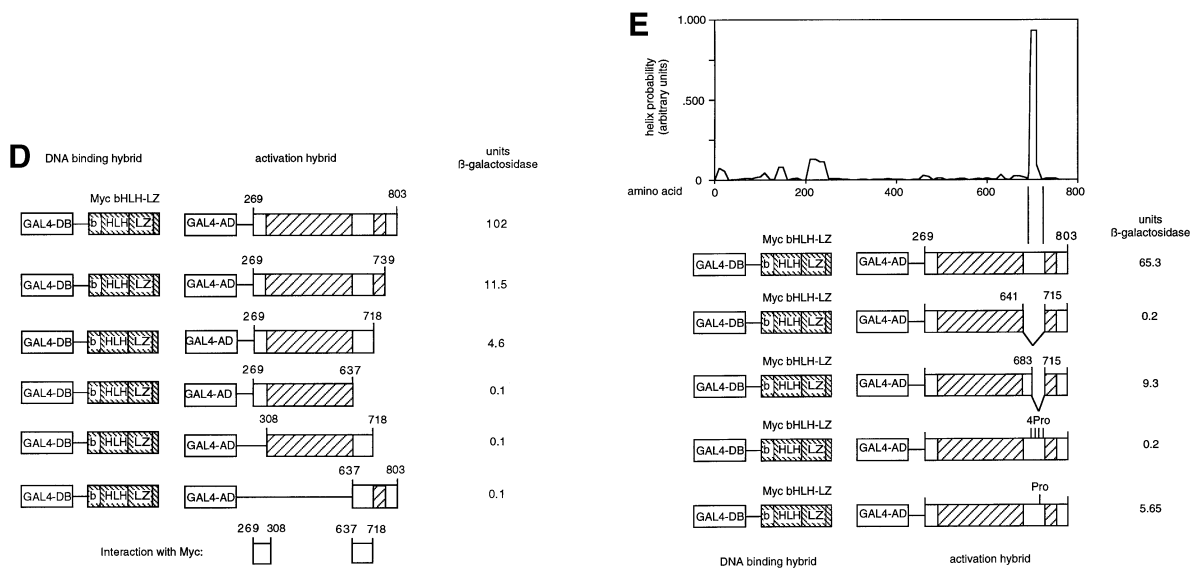 D
DNA binding hybrid activation hybrid units
ß-galactosidase
Myc bHLH-LZ 269 803
GAL4-DB b HLH LZ GAL4-AD 102
269 739
GAL4-DB b HLH LZ GAL4-AD 11.5
269 718
GAL4-DB b HLH LZ GAL4-AD 4.6
269 637
GAL4-DB b HLH LZ GAL4-AD 0.1
308 718
GAL4-DB b HLH LZ GAL4-AD 0.1
637 803
GAL4-DB b HLH LZ GAL4-AD 0.1
269 308 637 718
Interaction with Myc:
E
helix probability
(arbitrary units)
1.000
.500
0
amino acid 0 200 400 600 800
units
ß-galactosidase
Myc bHLH-LZ 269 803
GAL4-DB b HLH LZ GAL4-AD 65.3
Myc bHLH-LZ 641 715
GAL4-DB b HLH LZ GAL4-AD 0.2
Myc bHLH-LZ 683 715
GAL4-DB b HLH LZ GAL4-AD 9.3
Myc bHLH-LZ 4Pro
GAL4-DB b HLH LZ GAL4-AD 0.2
Myc bHLH-LZ Pro
GAL4-DB b HLH LZ GAL4-AD 5.65
DNA binding hybrid activation hybrid